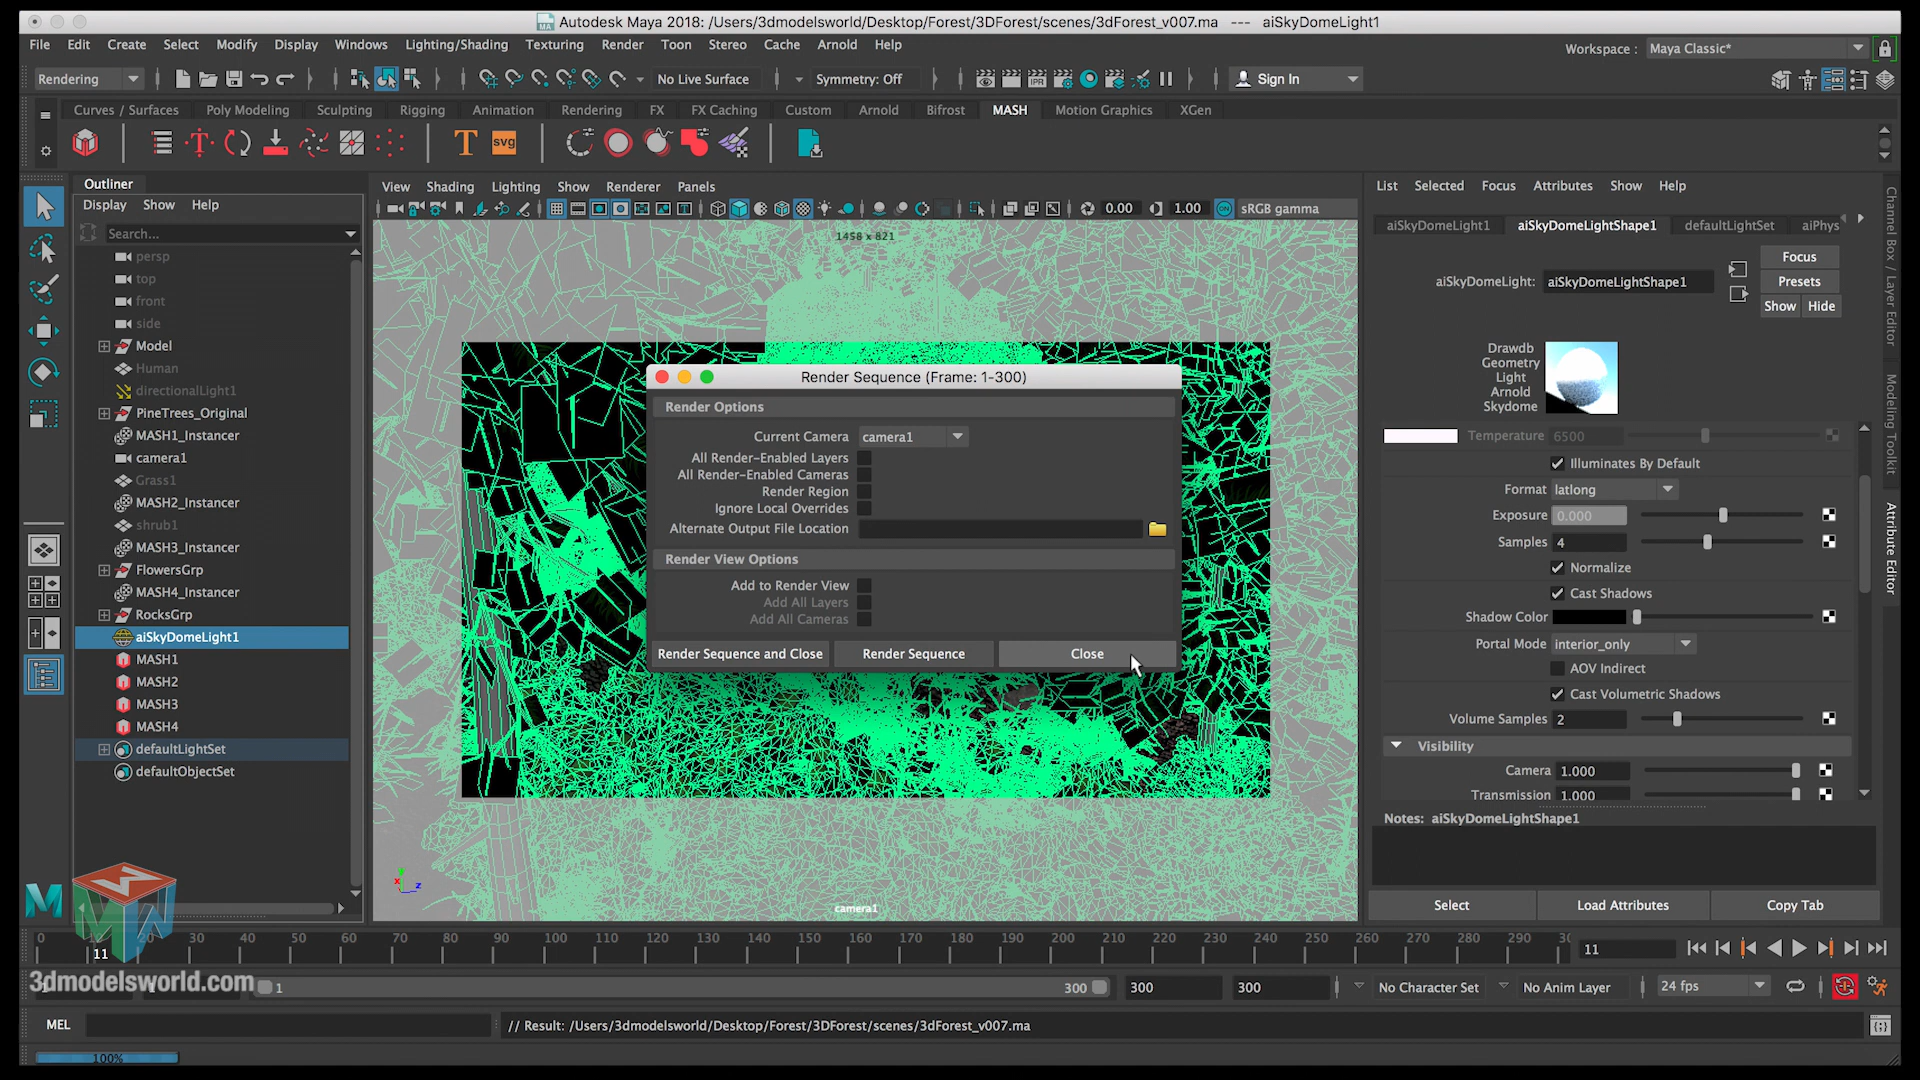 Autodesk Maya 2018: /Users/3dmodelsworld/Desktop/Forest/3DForest/scenes/3dForest_v007.ma --- aiSkyDomeLight1
File Edit Create Select Modify Display Windows Lighting/Shading Texturing Render Toon Stereo Cache Arnold Help
Workspace : Maya Classic*
Rendering No Live Surface Symmetry: Off IPR Sign In
Curves / Surfaces Poly Modeling Sculpting Rigging Animation Rendering FX FX Caching Custom Arnold Bifrost MASH Motion Graphics XGen
T svg
Outliner
Display Show Help
Search...
persp
top
front
side
Model
Human
directionalLight1
PineTrees_Original
MASH1_Instancer
camera1
Grass1
MASH2_Instancer
shrub1
MASH3_Instancer
FlowersGrp
MASH4_Instancer
RocksGrp
aiSkyDomeLight1
MASH1
MASH2
MASH3
MASH4
defaultLightSet
defaultObjectSet
View Shading Lighting Show Renderer Panels
0.00 1.00 ON sRGB gamma
1458 x 821
Render Sequence (Frame: 1-300)
Render Options
Current Camera camera1
All Render-Enabled Layers
All Render-Enabled Cameras
Render Region
Ignore Local Overrides
Alternate Output File Location
Render View Options
Add to Render View
Add All Layers
Add All Cameras
Render Sequence and Close Render Sequence Close
x z
camera1
List Selected Focus Attributes Show Help
aiSkyDomeLight1 aiSkyDomeLightShape1 defaultLightSet aiPhys
aiSkyDomeLight: aiSkyDomeLightShape1
Focus
Presets
Show Hide
Drawdb
Geometry
Light
Arnold
Skydome
Temperature 6500
Illuminates By Default
Format latlong
Exposure 0.000
Samples 4
Normalize
Cast Shadows
Shadow Color
Portal Mode interior_only
AOV Indirect
Cast Volumetric Shadows
Volume Samples 2
Visibility
Camera 1.000
Transmission 1.000
Notes: aiSkyDomeLightShape1
Select Load Attributes Copy Tab
Channel Box / Layer Editor
Modeling Toolkit
Attribute Editor
0 10 20 30 40 50 60 70 80 90 100 110 120 130 140 150 160 170 180 190 200 210 220 230 240 250 260 270 280 290 30
11
11
M MW
3dmodelsworld.com
1 300 300 300 No Character Set No Anim Layer 24 fps
MEL // Result: /Users/3dmodelsworld/Desktop/Forest/3DForest/scenes/3dForest_v007.ma
100%